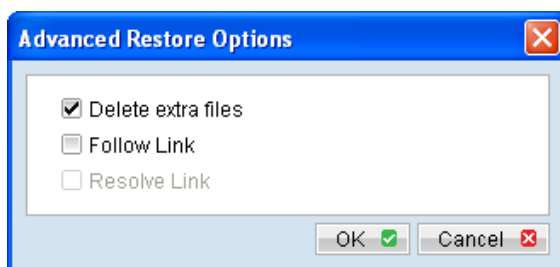 Advanced Restore Options
Delete extra files
Follow Link
Resolve Link
OK Cancel